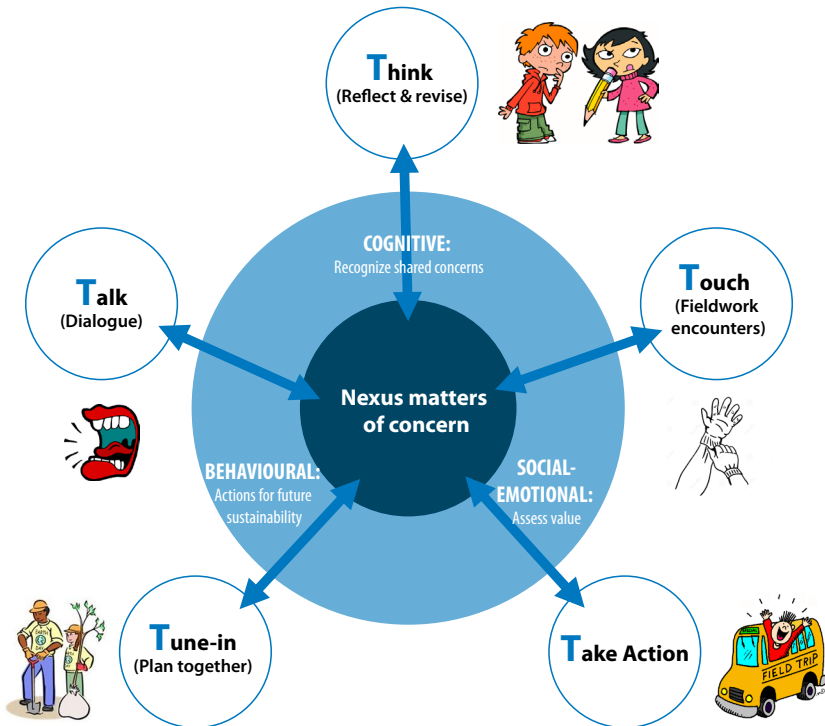 Think
(Reflect & revise)
COGNITIVE:
Recognize shared concerns
Talk
(Dialogue)
Touch
(Fieldwork
encounters)
Nexus matters
of concern
BEHAVIOURAL:
Actions for future
sustainability
SOCIAL-
EMOTIONAL:
Assess value
Tune-in
(Plan together)
Take Action
FIELD TRIP